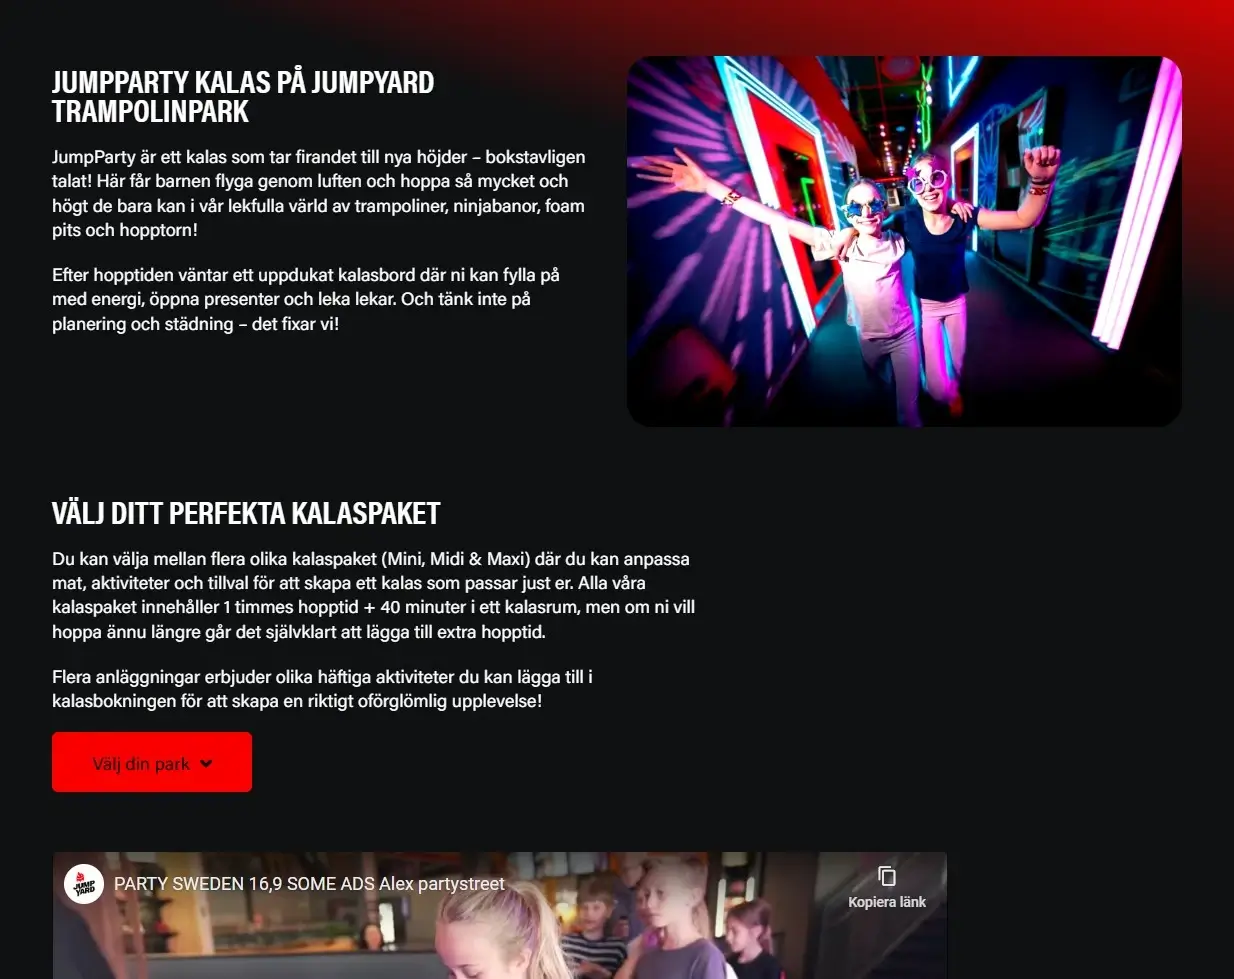 JUMPPARTY KALAS PÅ JUMPYARD
TRAMPOLINPARK
JumpParty är ett kalas som tar firandet till nya höjder – bokstavligen
talat! Här får barnen flyga genom luften och hoppa så mycket och
högt de bara kan i vår lekfulla värld av trampoliner, ninjabanor, foam
pits och hopptorn!
Efter hopptiden väntar ett uppdukat kalasbord där ni kan fylla på
med energi, öppna presenter och leka lekar. Och tänk inte på
planering och städning – det fixar vi!
VÄLJ DITT PERFEKTA KALASPAKET
Du kan välja mellan flera olika kalaspaket (Mini, Midi & Maxi) där du kan anpassa
mat, aktiviteter och tillval för att skapa ett kalas som passar just er. Alla våra
kalaspaket innehåller 1 timmes hopptid + 40 minuter i ett kalasrum, men om ni vill
hoppa ännu längre går det självklart att lägga till extra hopptid.
Flera anläggningar erbjuder olika häftiga aktiviteter du kan lägga till i
kalasbokningen för att skapa en riktigt oförglömlig upplevelse!
Välj din park
JUMP
YARD
PARTY SWEDEN 16,9 SOME ADS Alex partystreet
Kopiera länk